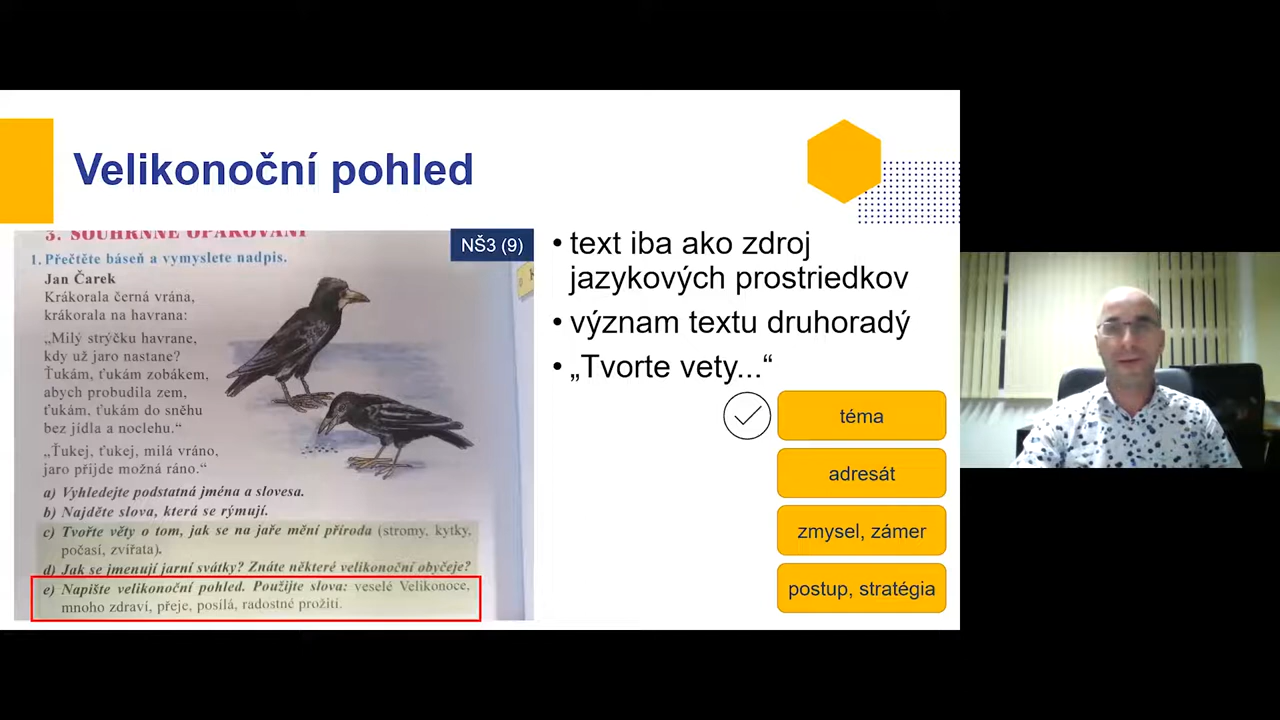 Velikonoční pohled
3. SOUHRNNÉ OPAKOVÁNÍ
NŠ3 (9)
1. Přečtěte báseň a vymyslete nadpis.
Jan Čarek
Krákorala černá vrána,
krákorala na havrana:
„Milý strýčku havrane,
kdy už jaro nastane?
Ťukám, ťukám zobákem,
abych probudila zem,
ťukám, ťukám do sněhu
bez jídla a noclehu.“
„Ťukej, ťukej, milá vráno,
jaro přijde možná ráno.“
a) Vyhledejte podstatná jména a slovesa.
b) Najděte slova, která se rýmují.
c) Tvořte věty o tom, jak se na jaře mění příroda (stromy, kytky,
počasí, zvířata).
d) Jak se jmenují jarní svátky? Znáte některé velikonoční obyčeje?
e) Napište velikonoční pohled. Použijte slova: veselé Velikonoce,
mnoho zdraví, přeje, posílá, radostné prožití.
• text iba ako zdroj
jazykových prostriedkov
• význam textu druhoradý
• „Tvorte vety...“
téma
adresát
zmysel, zámer
postup, stratégia